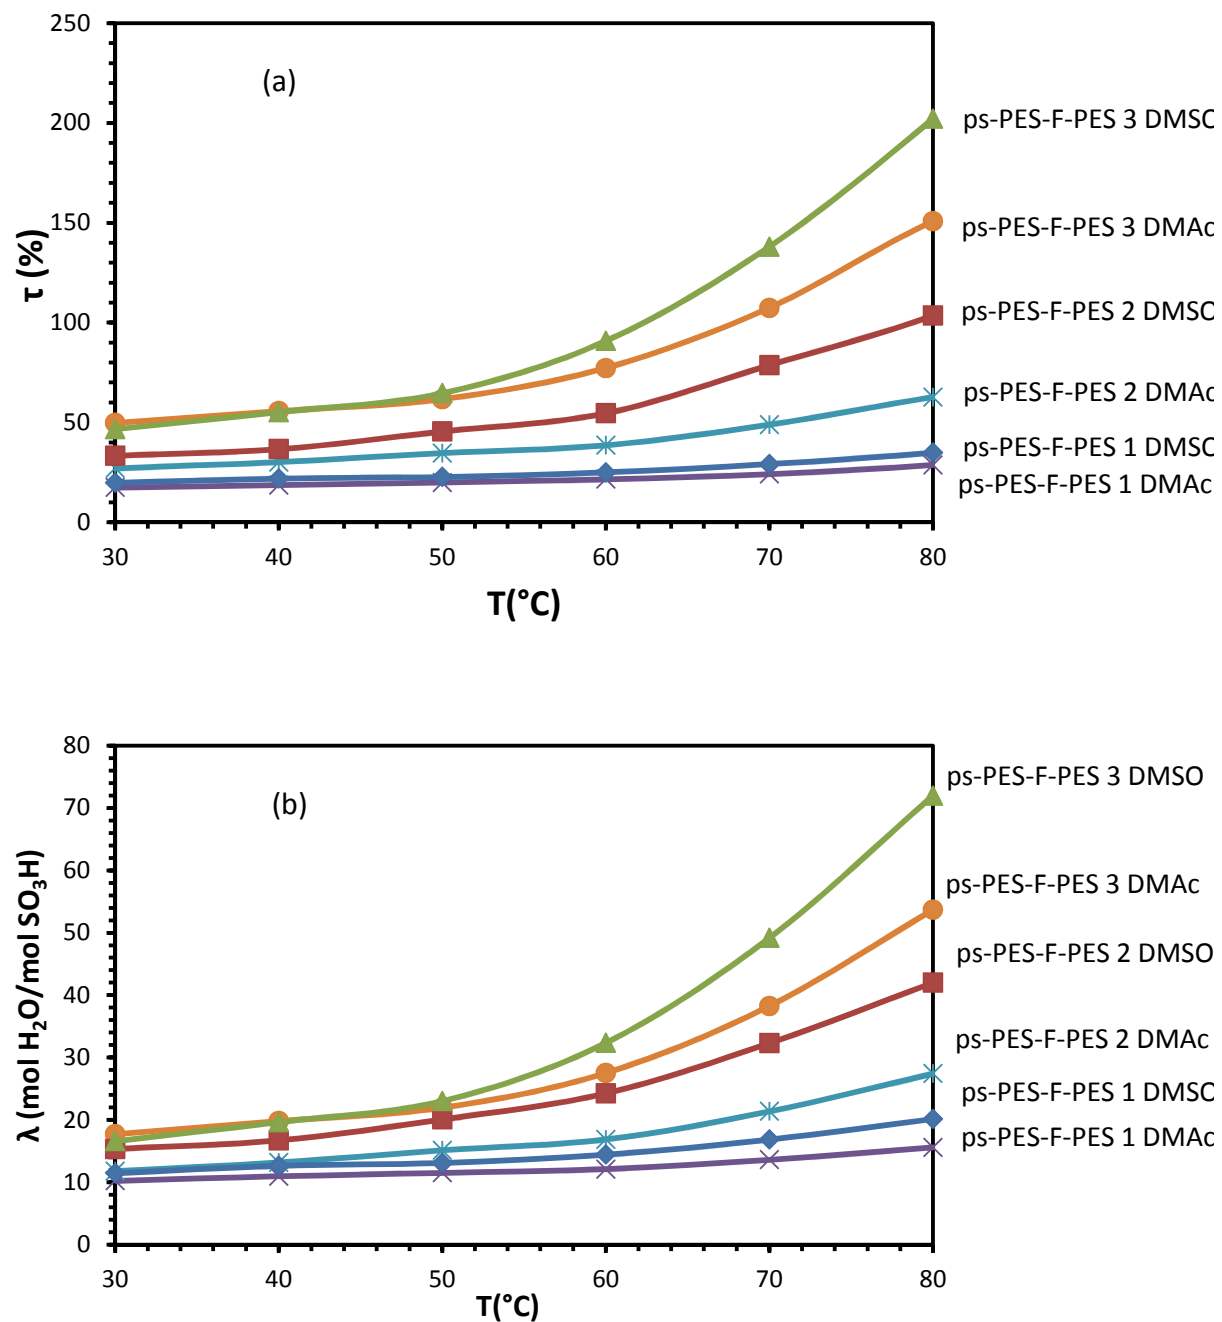 250
(a)
200
ps-PES-F-PES 3 DMSO
150
ps-PES-F-PES 3 DMAc
τ (%)
ps-PES-F-PES 2 DMSO
100
ps-PES-F-PES 2 DMAc
50
ps-PES-F-PES 1 DMSO
ps-PES-F-PES 1 DMAc
0
30 40 50 60 70 80
T(°C)
80
ps-PES-F-PES 3 DMSO
(b)
70
60
ps-PES-F-PES 3 DMAc
50
ps-PES-F-PES 2 DMSO
40
λ (mol H₂O/mol SO₃H)
ps-PES-F-PES 2 DMAc
30
ps-PES-F-PES 1 DMSO
20
ps-PES-F-PES 1 DMAc
10
0
30 40 50 60 70 80
T(°C)